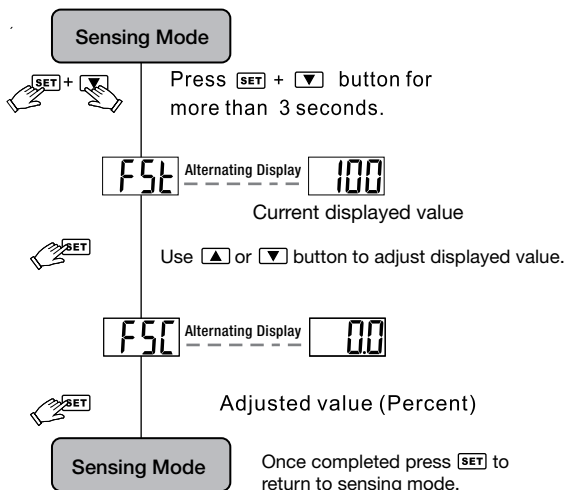 Sensing Mode
SET + ▼ Press SET + ▼ button for
more than 3 seconds.
FSt Alternating Display 100
Current displayed value
SET Use ▲ or ▼ button to adjust displayed value.
FSC Alternating Display 0.0
SET Adjusted value (Percent)
Sensing Mode Once completed press SET to
return to sensing mode.